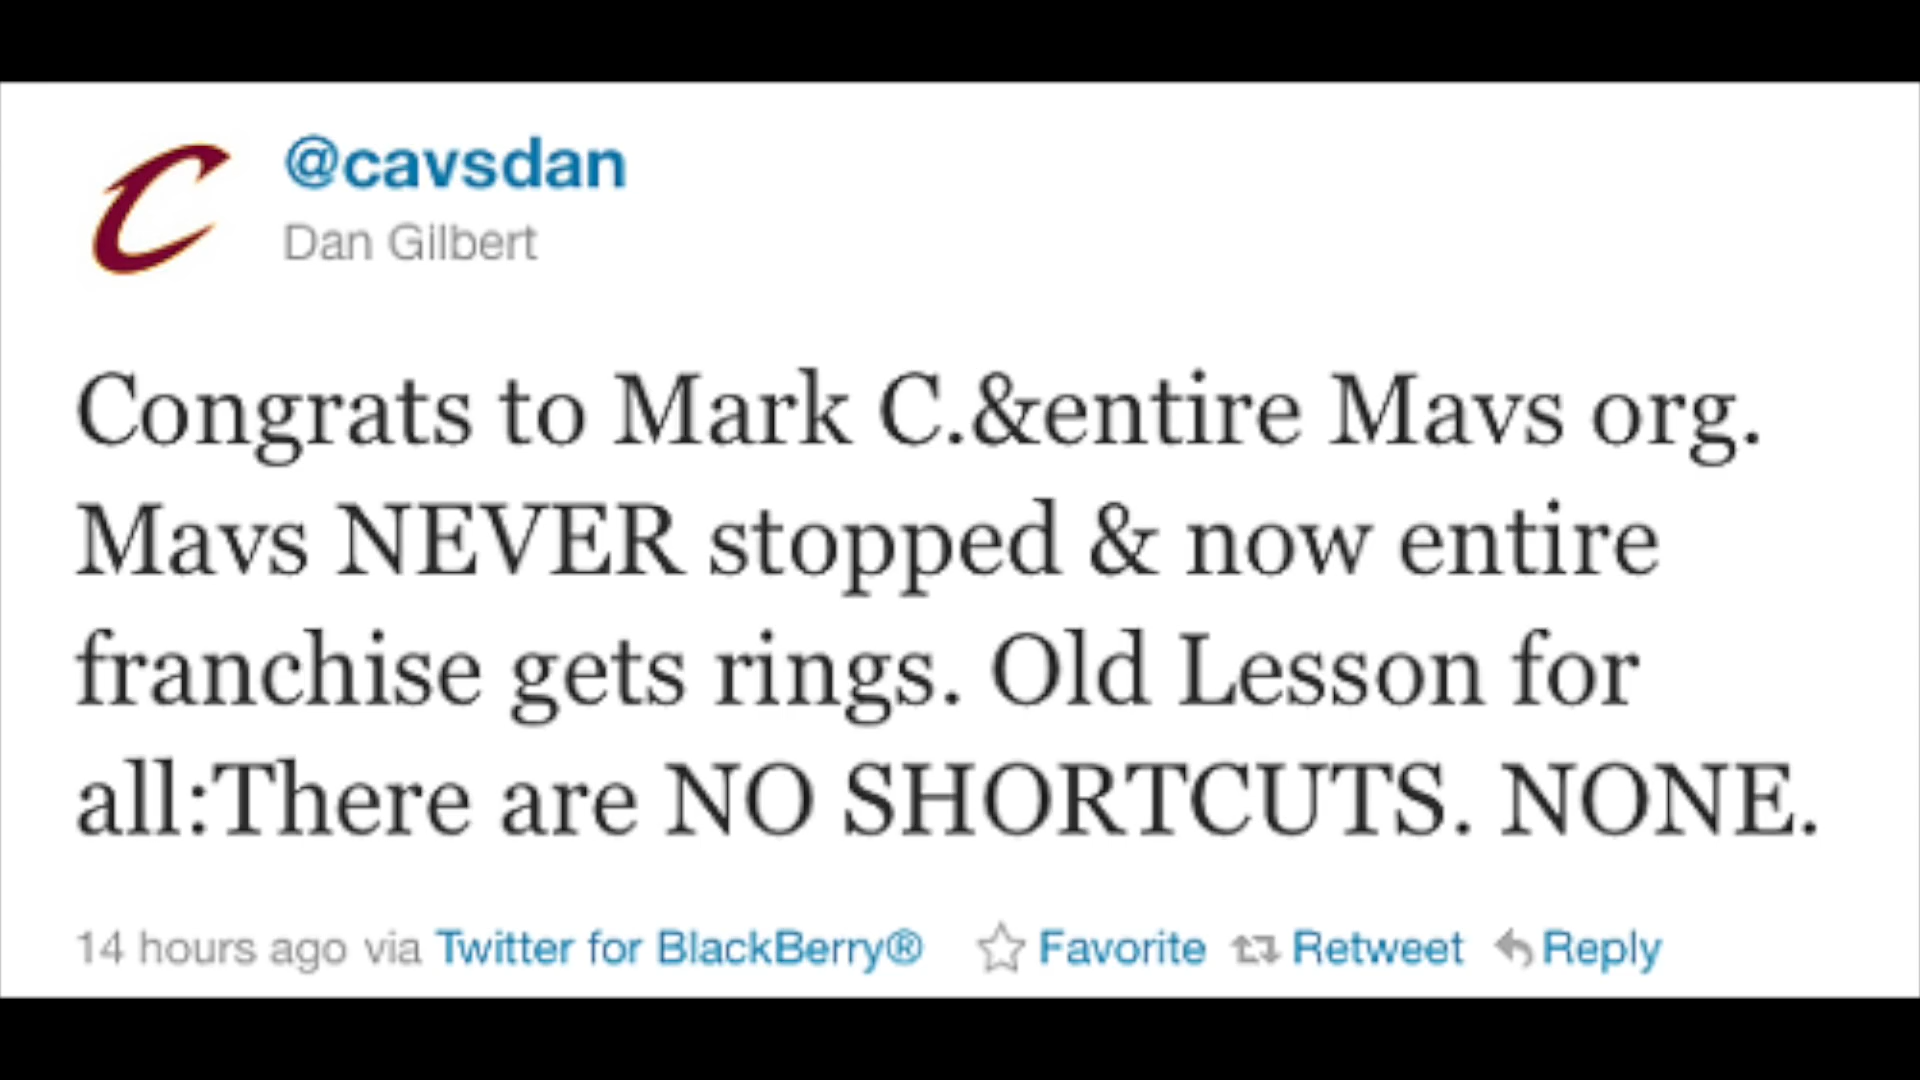 @cavsdan
Dan Gilbert
Congrats to Mark C.&entire Mavs org.
Mavs NEVER stopped & now entire
franchise gets rings. Old Lesson for
all:There are NO SHORTCUTS. NONE.
14 hours ago via Twitter for BlackBerry® Favorite Retweet Reply